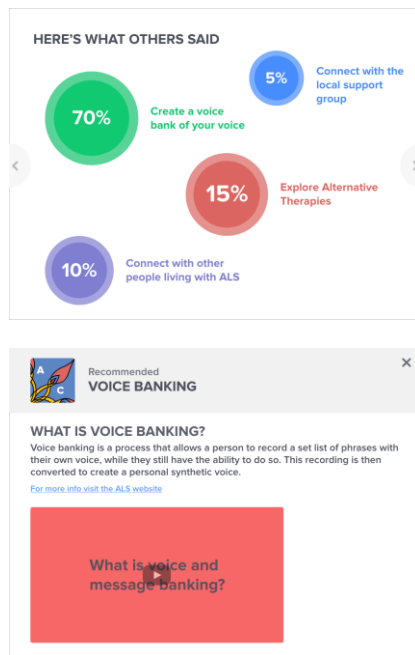 HERE'S WHAT OTHERS SAID
5%
Connect with the
local support
group
70%
Create a voice
bank of your voice
15%
Explore Alternative
Therapies
10%
Connect with other
people living with ALS
A
C
Recommended
VOICE BANKING
WHAT IS VOICE BANKING?
Voice banking is a process that allows a person to record a set list of phrases with
their own voice, while they still have the ability to do so. This recording is then
converted to create a personal synthetic voice.
For more info visit the ALS website
What is voice and
message banking?